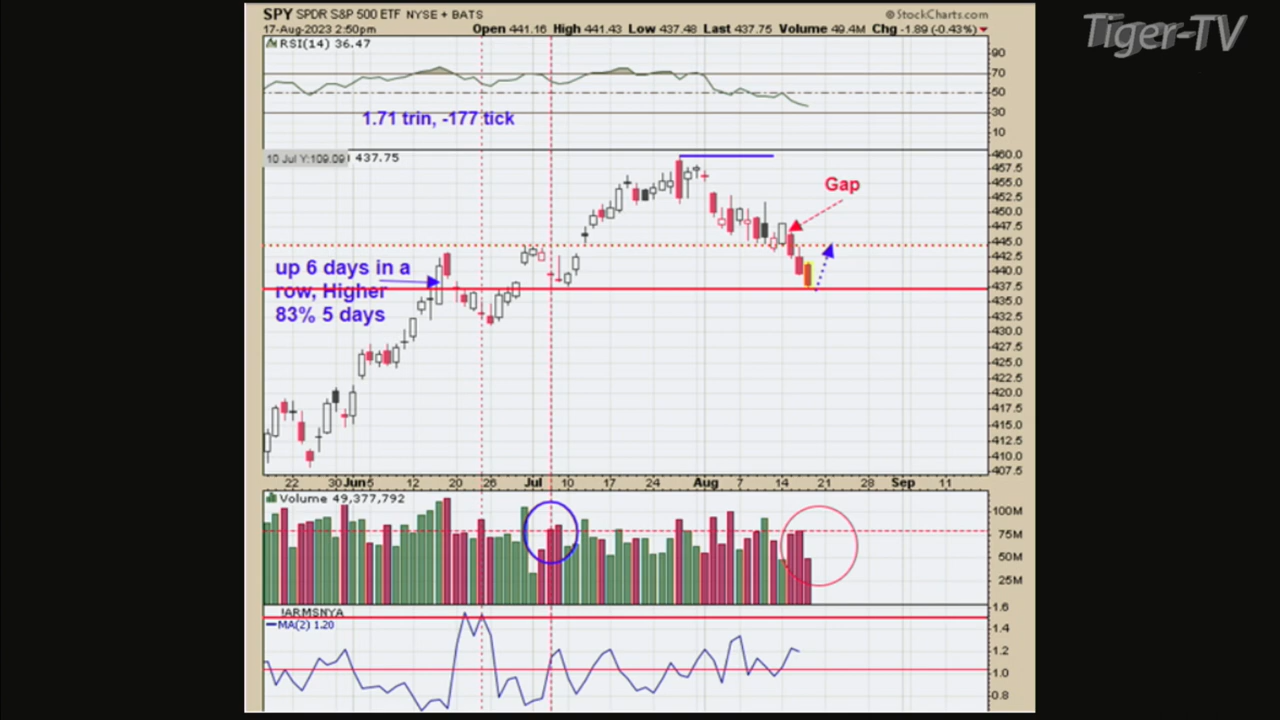 Tiger-TV
SPY SPDR S&P 500 ETF NYSE + BATS
© StockCharts.com
17-Aug-2023 2:50pm
Open 441.16 High 441.43 Low 437.48 Last 437.75 Volume 49.4M Chg -1.89 (-0.43%)
RSI(14) 36.47
90
70
50
30
10
1.71 trin, -177 tick
10 Jul Y:109.09 437.75
460.0
457.5
455.0
452.5
450.0
447.5
445.0
442.5
440.0
437.5
435.0
432.5
430.0
427.5
425.0
422.5
420.0
417.5
415.0
412.5
410.0
407.5
Gap
up 6 days in a
row, Higher
83% 5 days
22 30 Jun 5 12 20 26 Jul 10 17 24 Aug 7 14 21 28 Sep 11
Volume 49,377,792
100M
75M
50M
25M
!ARMSNYA
MA(2) 1.20
1.6
1.4
1.2
1.0
0.8